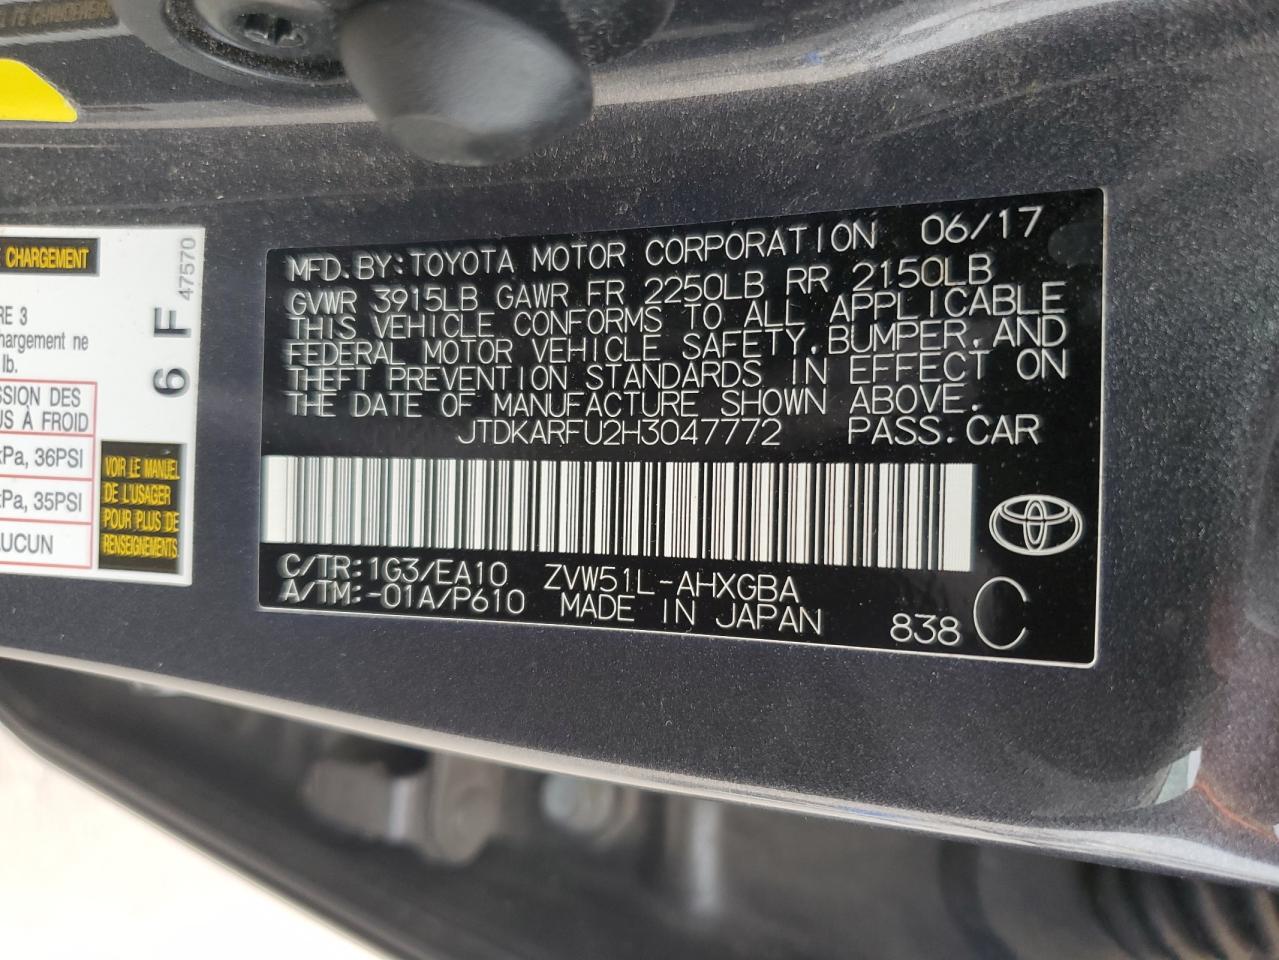 CHARGEMENT
47570
6 F
RE 3
chargement ne
lb.
SSION DES
US À FROID
kPa, 36PSI
kPa, 35PSI
AUCUN
VOIR LE MANUEL
DE L'USAGER
POUR PLUS DE
RENSEIGNEMENTS
MFD.BY:TOYOTA MOTOR CORPORATION 06/17
GVWR 3915LB GAWR FR 2250LB RR 2150LB
THIS VEHICLE CONFORMS TO ALL APPLICABLE
FEDERAL MOTOR VEHICLE SAFETY,BUMPER,AND
THEFT PREVENTION STANDARDS IN EFFECT ON
THE DATE OF MANUFACTURE SHOWN ABOVE.
JTDKARFU2H3047772 PASS.CAR
C/TR:1G3/EA10 ZVW51L-AHXGBA
A/TM:-01A/P610 MADE IN JAPAN 838 C